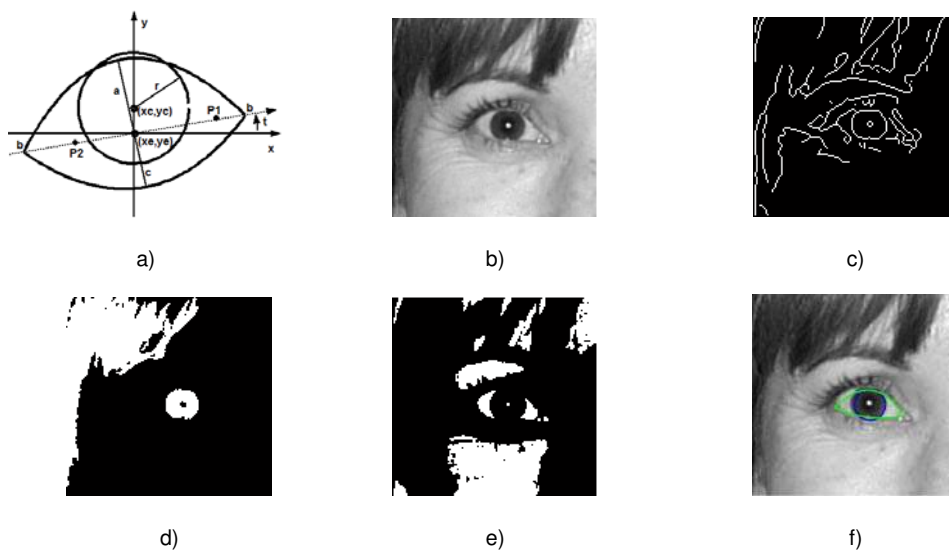 y
a
r
(xc,yc)
P1
b
t
(xe,ye)
x
b
P2
c
a)
b)
c)
d)
e)
f)